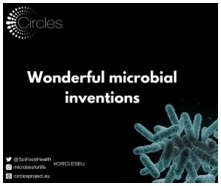 Circles
Wonderful microbial
inventions
@SciFoodHealth
microbesforlife
#CIRCLESEU
circlesproject.eu